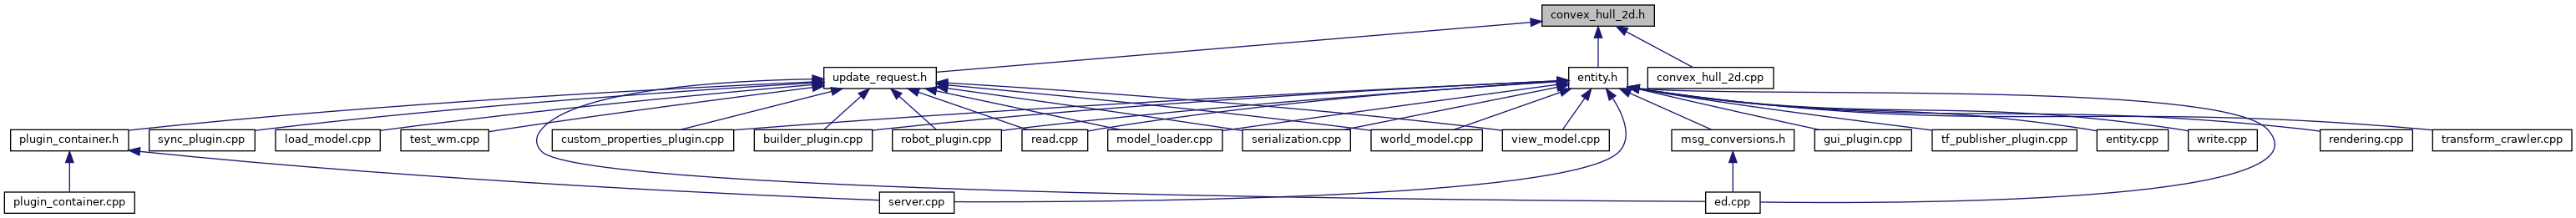 convex_hull_2d.h
update_request.h
entity.h
convex_hull_2d.cpp
plugin_container.h
sync_plugin.cpp
load_model.cpp
test_wm.cpp
custom_properties_plugin.cpp
builder_plugin.cpp
robot_plugin.cpp
read.cpp
model_loader.cpp
serialization.cpp
world_model.cpp
view_model.cpp
msg_conversions.h
gui_plugin.cpp
tf_publisher_plugin.cpp
entity.cpp
write.cpp
rendering.cpp
transform_crawler.cpp
plugin_container.cpp
server.cpp
ed.cpp